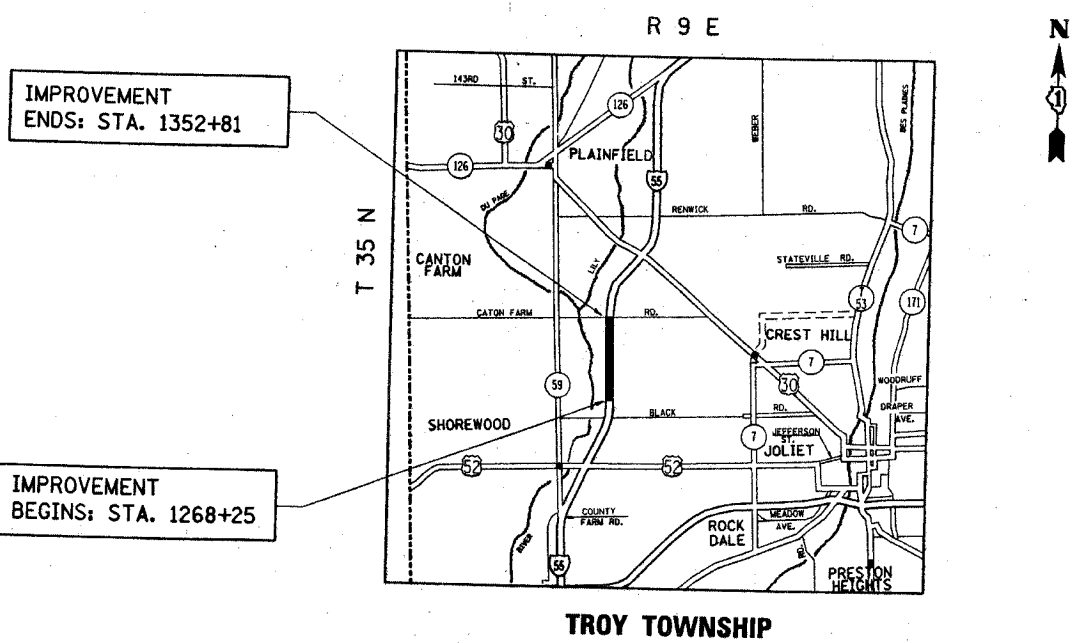 R 9 E
N
1
IMPROVEMENT
ENDS: STA. 1352+81
143RD ST.
126
30
55
WEBER
DES PLAINES
PLAINFIELD
126
DU PAGE
RENWICK RD.
7
T 35 N
CANTON
FARM
LILY
STATEVILLE RD.
53
171
CATON FARM RD.
CREST HILL
7
30
59
WOODRUFF
SHOREWOOD
BLACK RD.
DRAPER
AVE.
7
JEFFERSON
ST.
JOLIET
52
52
IMPROVEMENT
BEGINS: STA. 1268+25
COUNTY
FARM RD.
MEADOW
AVE.
ROCK
DALE
RIVER
RD.
55
PRESTON
HEIGHTS
TROY TOWNSHIP